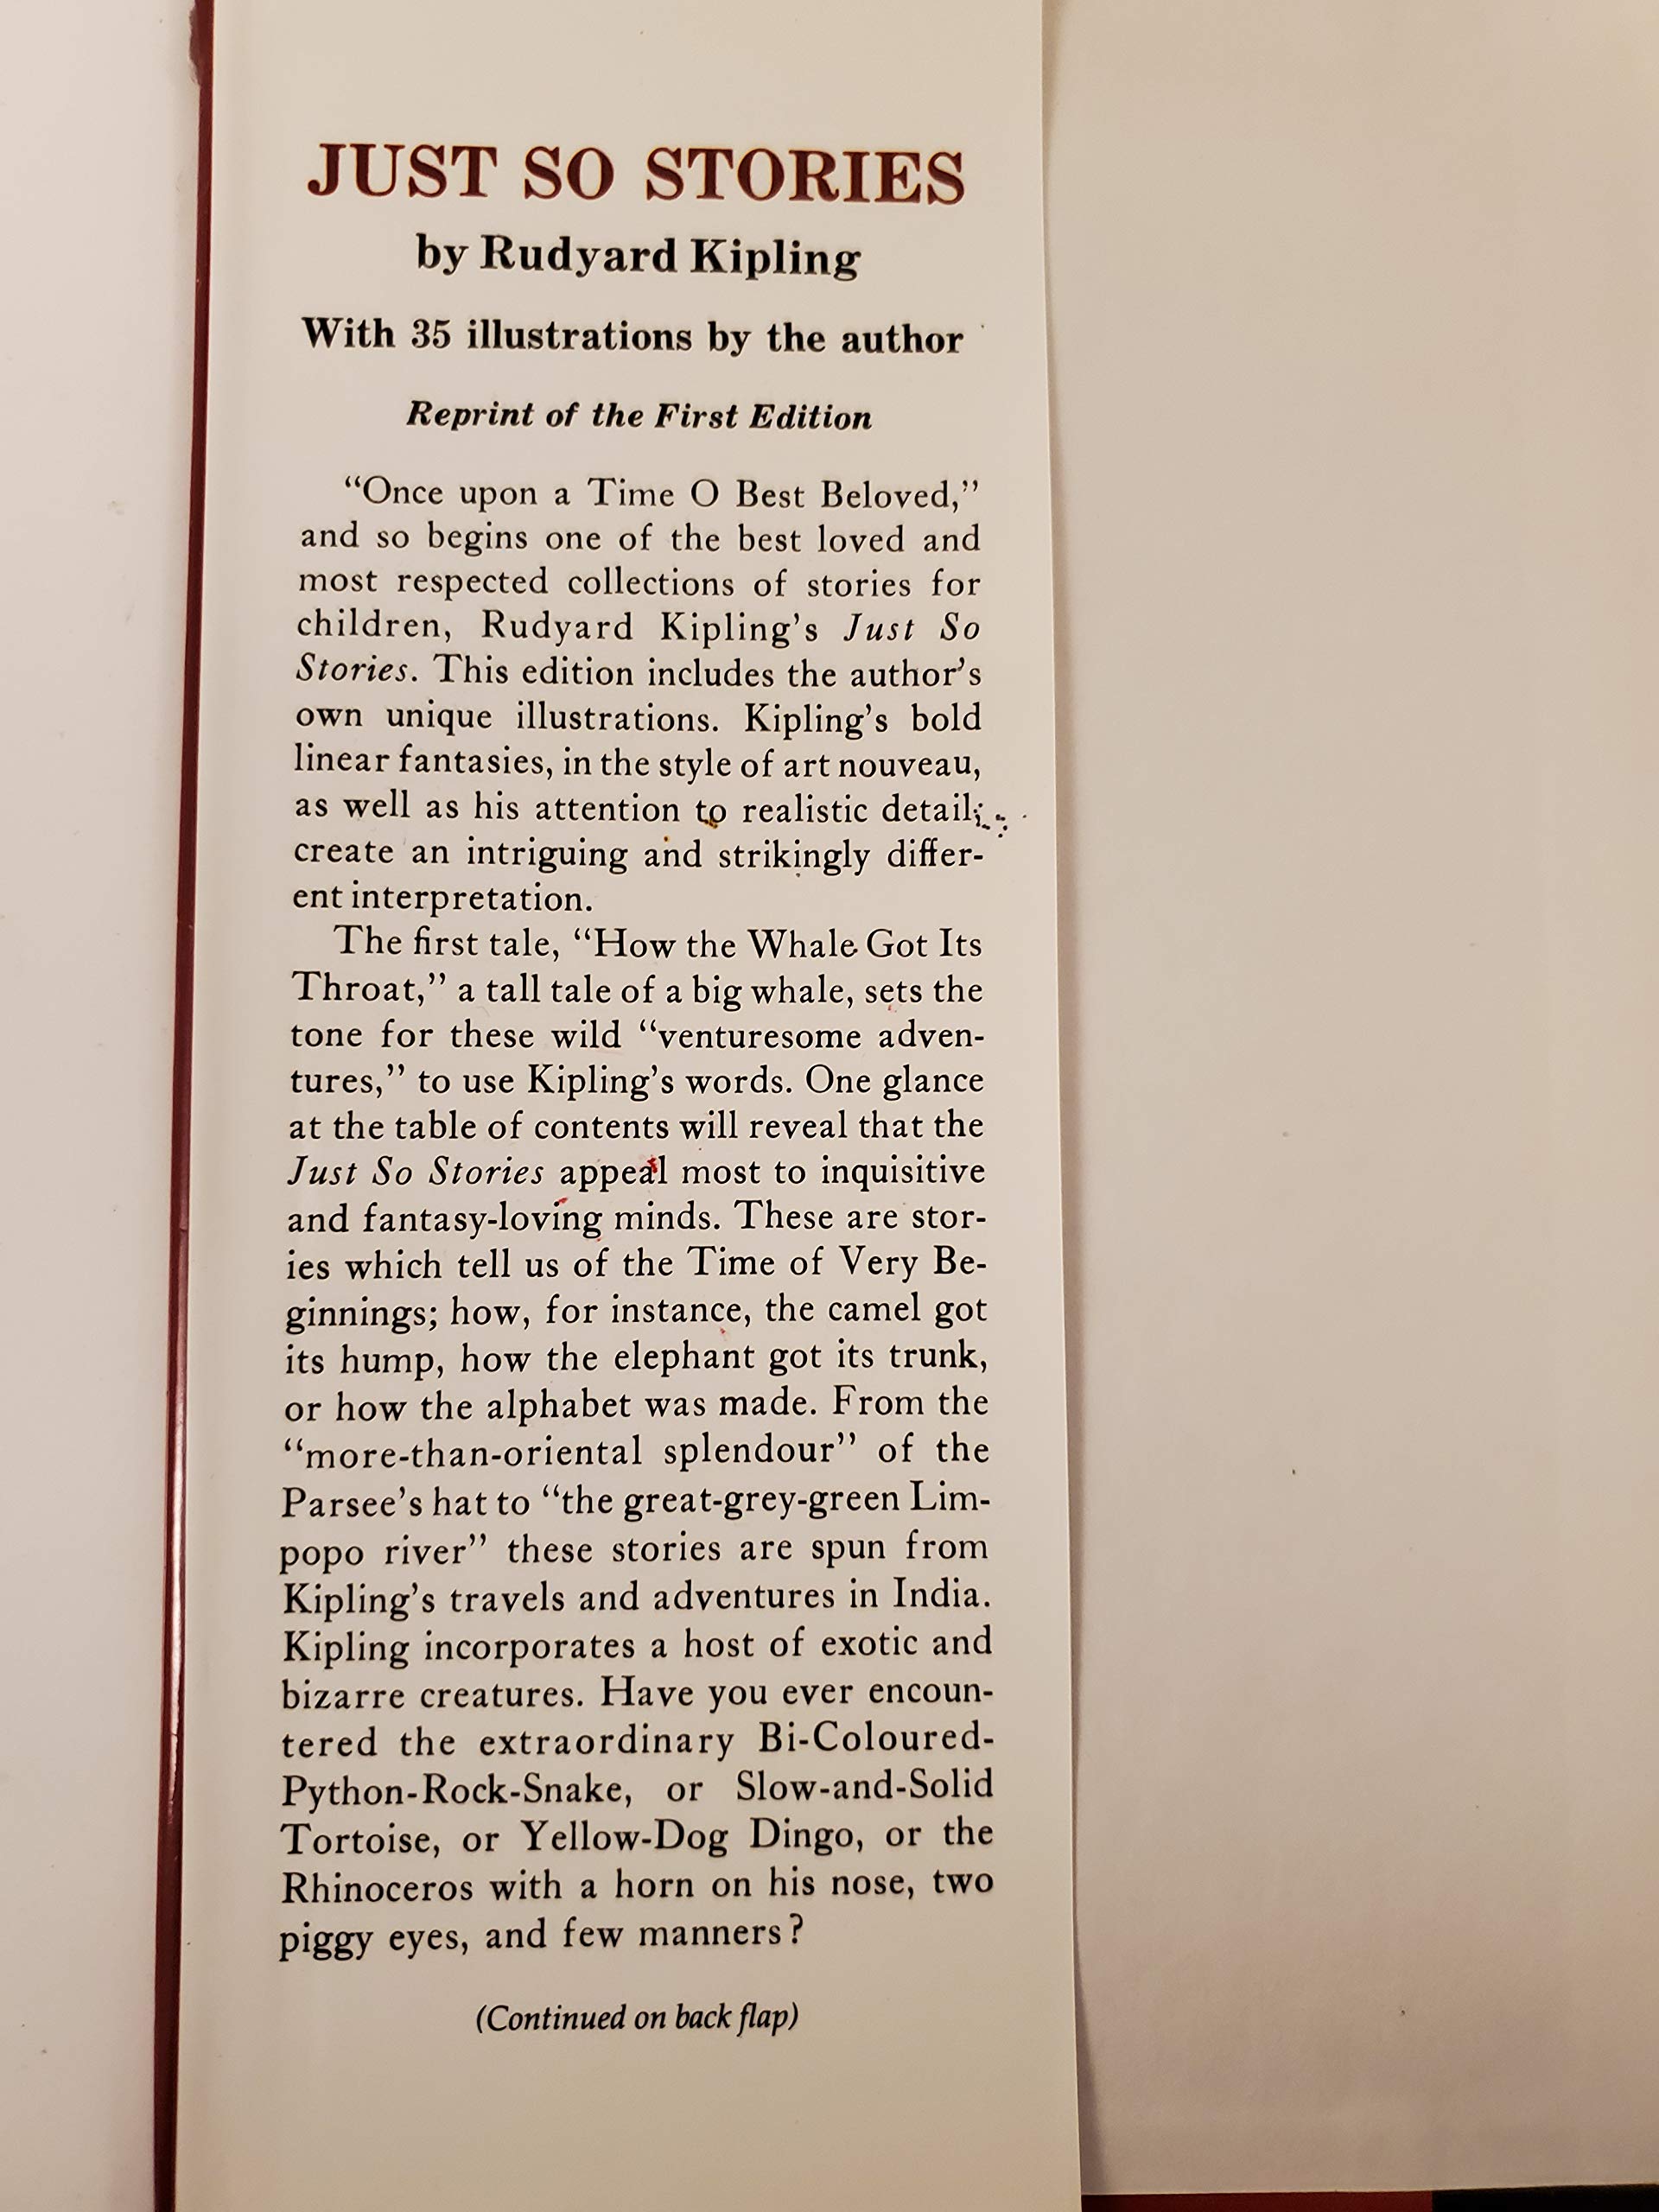 JUST SO STORIES
by Rudyard Kipling
With 35 illustrations by the author
Reprint of the First Edition
“Once upon a Time O Best Beloved,”
and so begins one of the best loved and
most respected collections of stories for
children, Rudyard Kipling’s Just So
Stories. This edition includes the author’s
own unique illustrations. Kipling’s bold
linear fantasies, in the style of art nouveau,
as well as his attention to realistic detail,
create an intriguing and strikingly differ-
ent interpretation.
The first tale, “How the Whale Got Its
Throat,” a tall tale of a big whale, sets the
tone for these wild “venturesome adven-
tures,” to use Kipling’s words. One glance
at the table of contents will reveal that the
Just So Stories appeal most to inquisitive
and fantasy-loving minds. These are stor-
ies which tell us of the Time of Very Be-
ginnings; how, for instance, the camel got
its hump, how the elephant got its trunk,
or how the alphabet was made. From the
“more-than-oriental splendour” of the
Parsee’s hat to “the great-grey-green Lim-
popo river” these stories are spun from
Kipling’s travels and adventures in India.
Kipling incorporates a host of exotic and
bizarre creatures. Have you ever encoun-
tered the extraordinary Bi-Coloured-
Python-Rock-Snake, or Slow-and-Solid
Tortoise, or Yellow-Dog Dingo, or the
Rhinoceros with a horn on his nose, two
piggy eyes, and few manners?
(Continued on back flap)